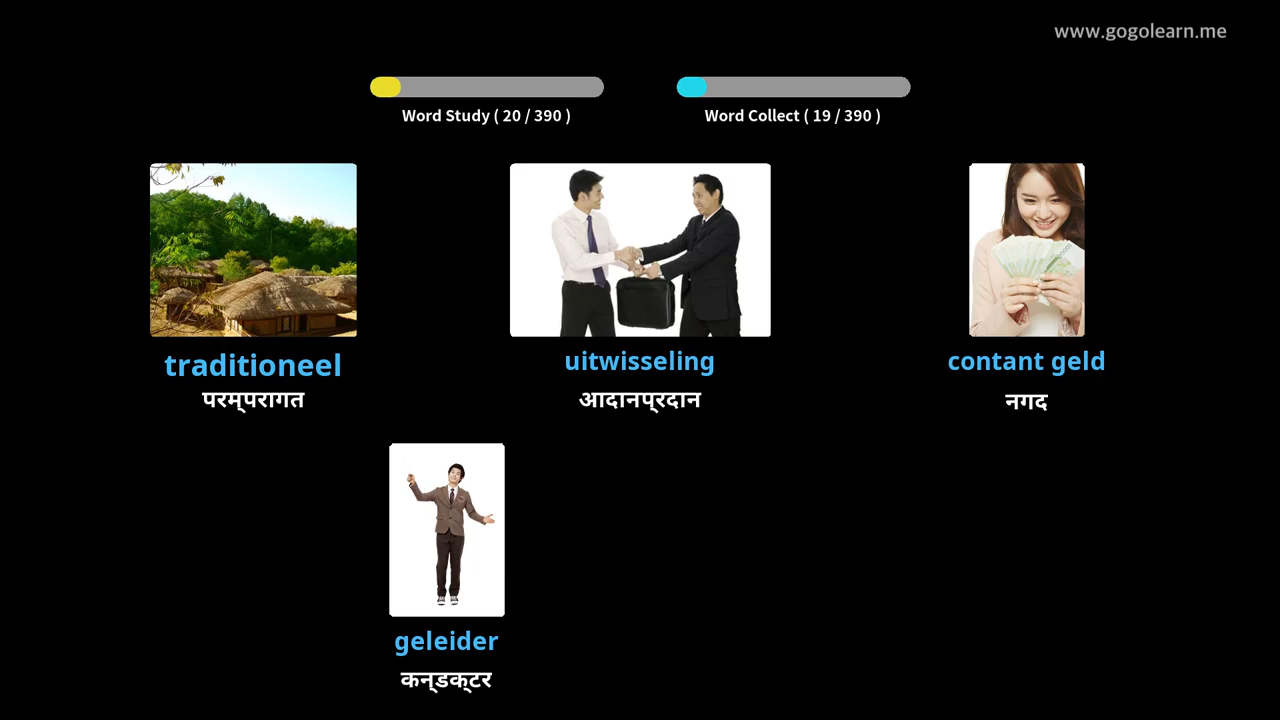 www.gogolearn.me
Word Study ( 20 / 390 )
Word Collect ( 19 / 390 )
traditioneel
uitwisseling
contant geld
परम्परागत
आदानप्रदान
नगद
geleider
कन्डक्टर